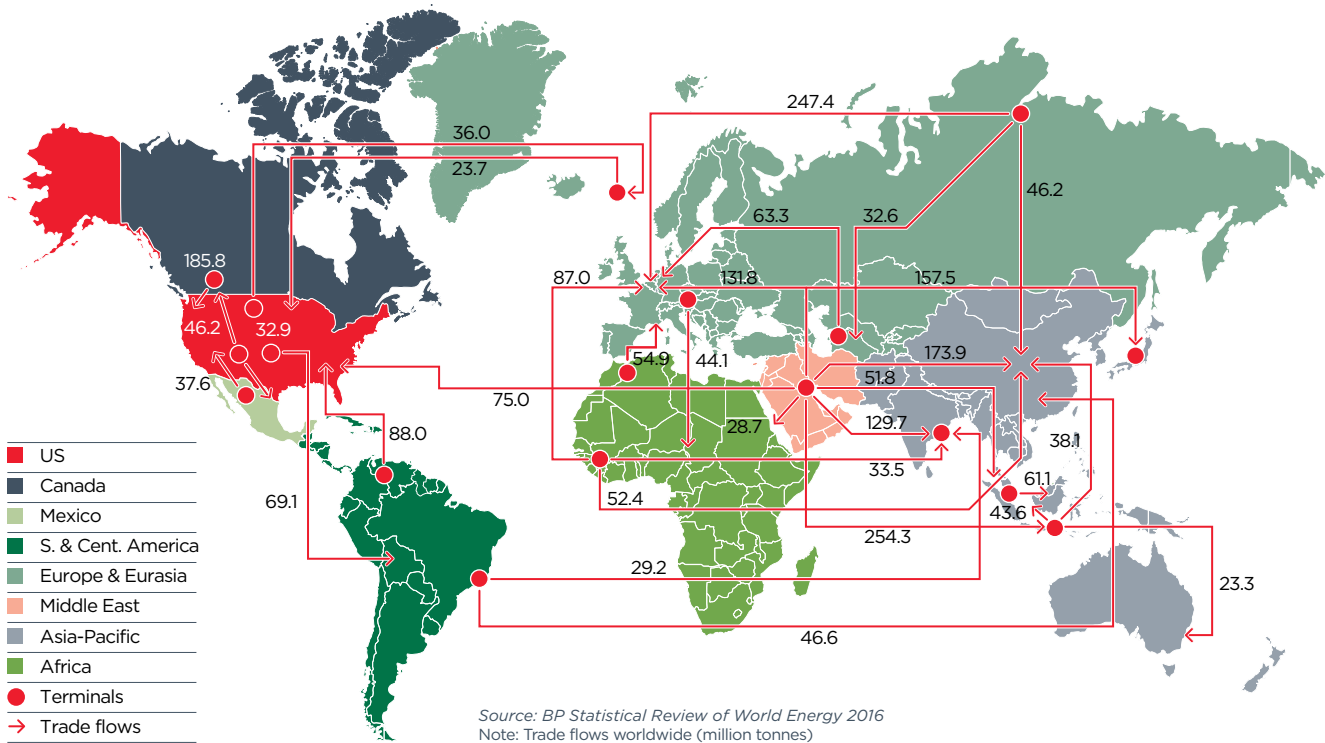 247.4
36.0
23.7
46.2
63.3
32.6
185.8
87.0
131.8
157.5
46.2
32.9
173.9
54.9
44.1
37.6
51.8
75.0
28.7
129.7
88.0
38.1
33.5
61.1
52.4
69.1
43.6
254.3
29.2
23.3
46.6
US
Canada
Mexico
S. & Cent. America
Europe & Eurasia
Middle East
Asia-Pacific
Africa
Terminals
Trade flows
Source: BP Statistical Review of World Energy 2016
Note: Trade flows worldwide (million tonnes)